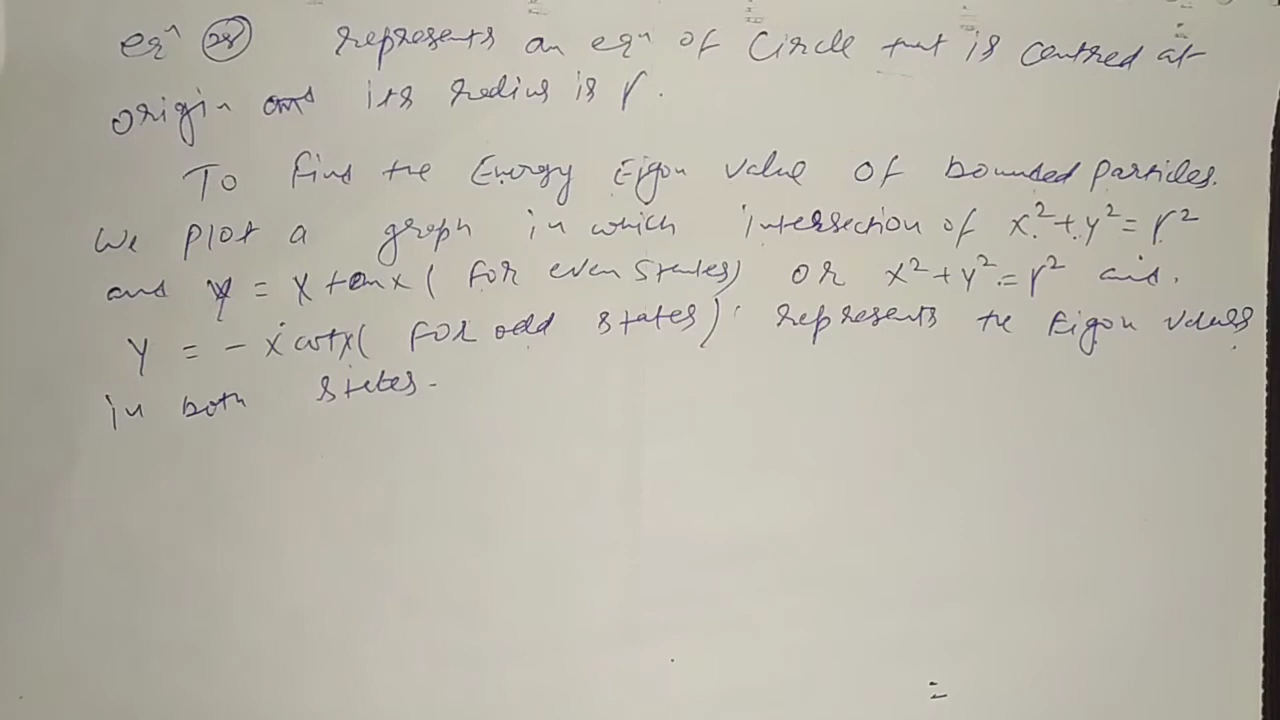 eqn (28) represents an eqn of Circle that is centred at
origin and its radius is r.
To find the Energy Eigen value of bounded particles.
We plot a graph in which intersection of x²+y²=r²
and y = x tanx ( for even states) or x²+y²=r² and.
y = - x cotx( for odd states) represents the Eigen values
in both states-